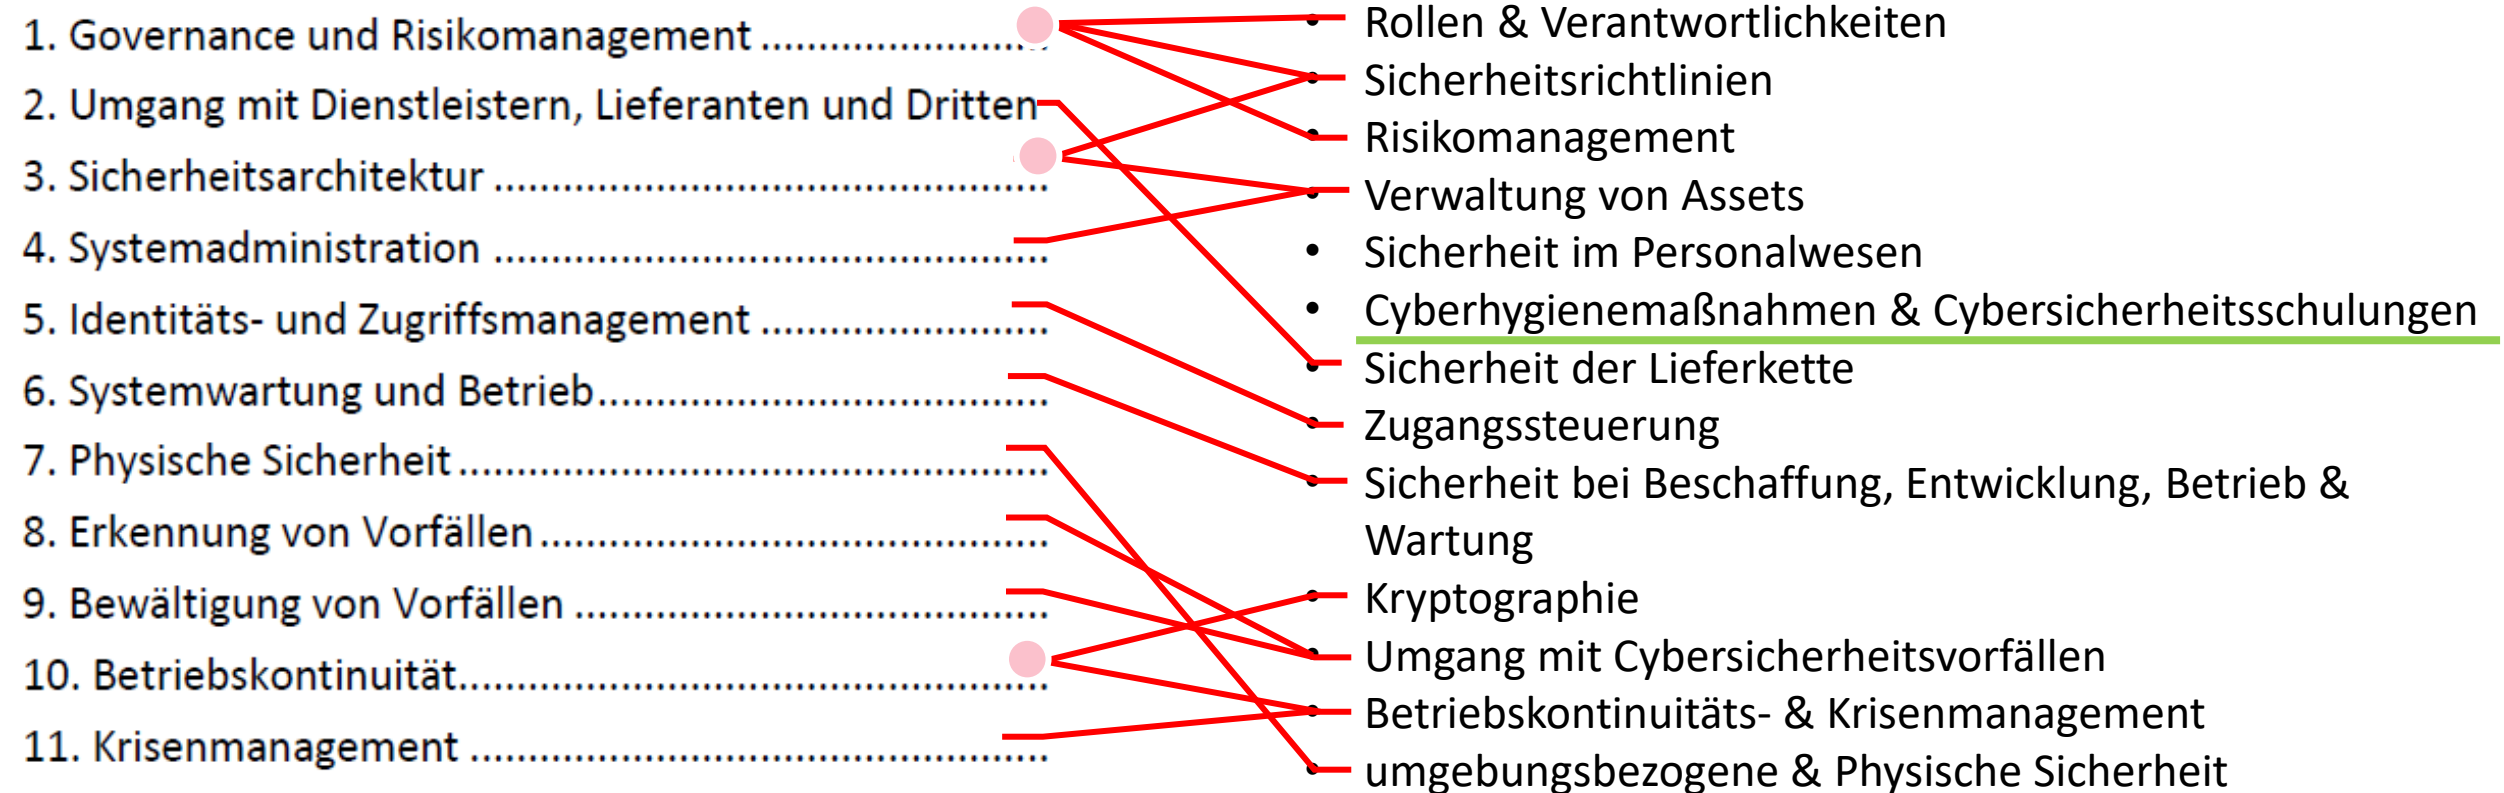 1. Governance und Risikomanagement ........................
2. Umgang mit Dienstleistern, Lieferanten und Dritten
3. Sicherheitsarchitektur ................................................
4. Systemadministration ................................................
5. Identitäts- und Zugriffsmanagement .........................
6. Systemwartung und Betrieb.......................................
7. Physische Sicherheit ...................................................
8. Erkennung von Vorfällen ............................................
9. Bewältigung von Vorfällen .........................................
10. Betriebskontinuität...................................................
11. Krisenmanagement ..................................................
• Rollen & Verantwortlichkeiten
• Sicherheitsrichtlinien
• Risikomanagement
• Verwaltung von Assets
• Sicherheit im Personalwesen
• Cyberhygienemaßnahmen & Cybersicherheitsschulungen
• Sicherheit der Lieferkette
• Zugangssteuerung
• Sicherheit bei Beschaffung, Entwicklung, Betrieb &
Wartung
• Kryptographie
• Umgang mit Cybersicherheitsvorfällen
• Betriebskontinuitäts- & Krisenmanagement
• umgebungsbezogene & Physische Sicherheit